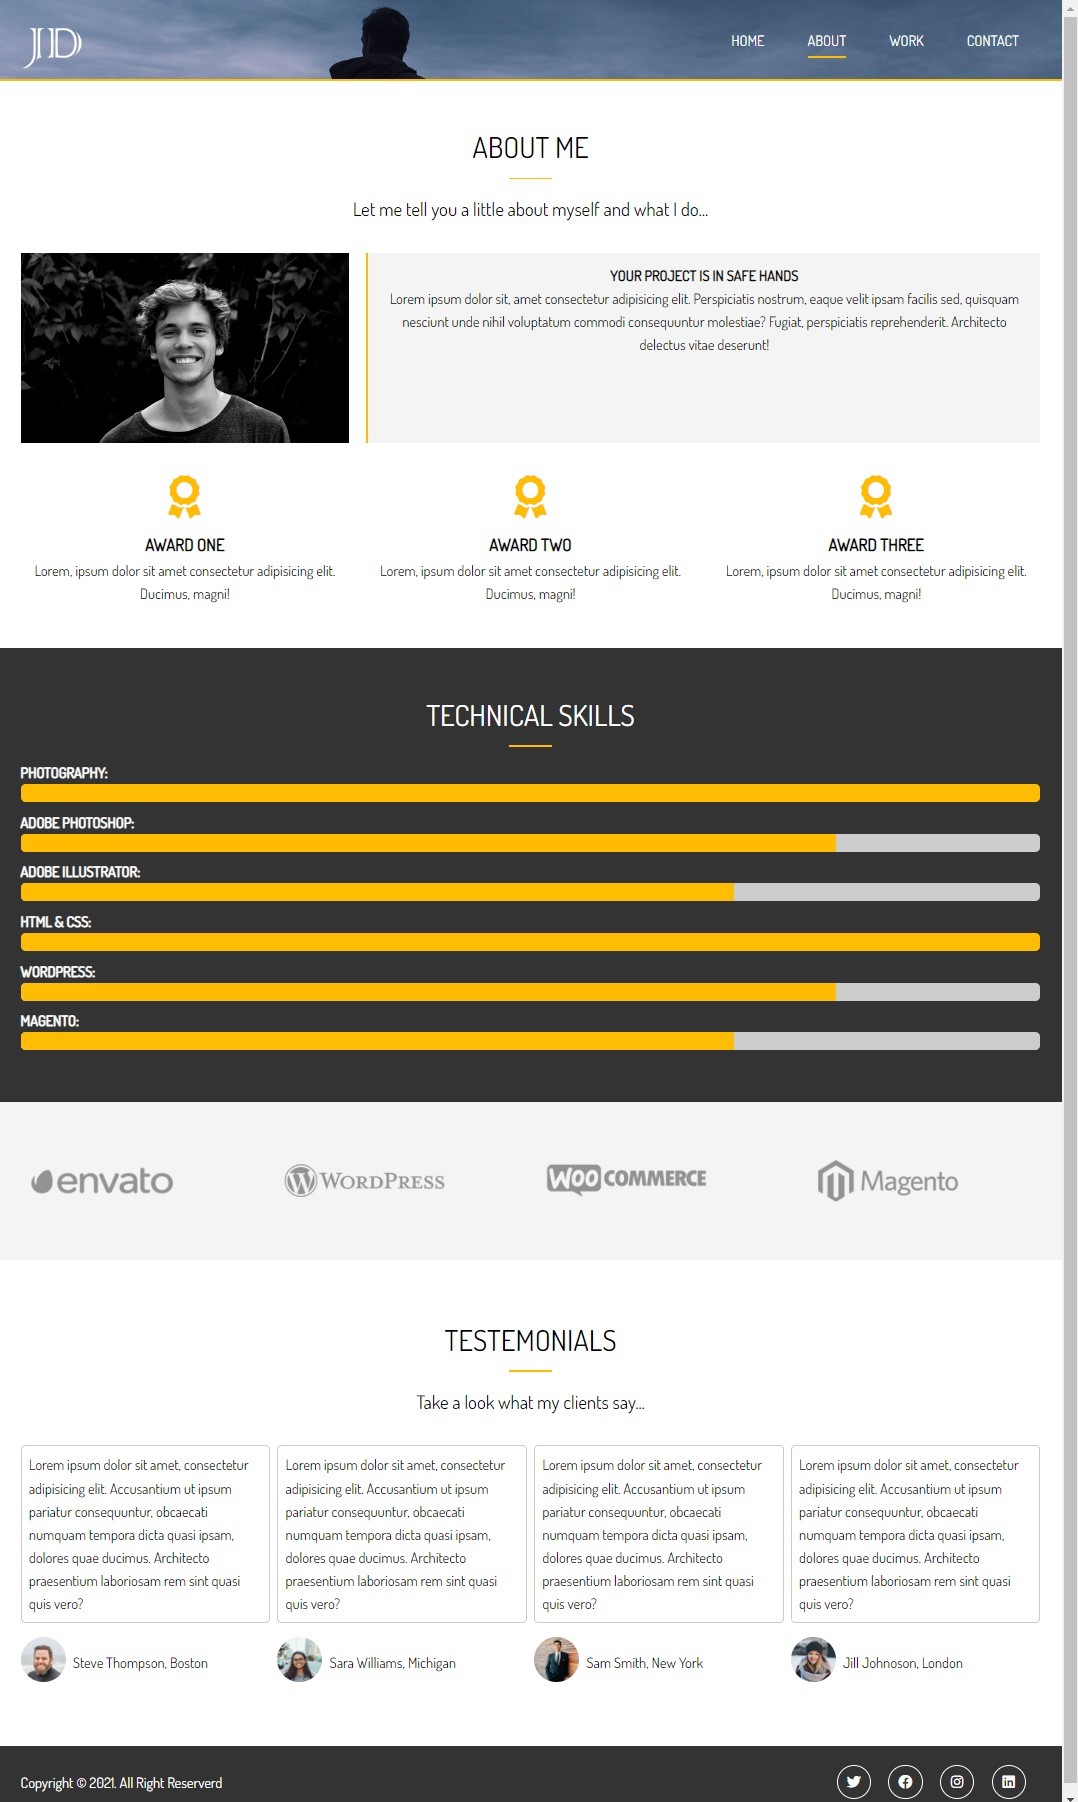 JD
HOME ABOUT WORK CONTACT
ABOUT ME
Let me tell you a little about myself and what I do...
YOUR PROJECT IS IN SAFE HANDS
Lorem ipsum dolor sit, amet consectetur adipisicing elit. Perspiciatis nostrum, eaque velit ipsam facilis sed, quisquam
nesciunt unde nihil voluptatum commodi consequuntur molestiae? Fugiat, perspiciatis reprehenderit. Architecto
delectus vitae deserunt!
AWARD ONE
Lorem, ipsum dolor sit amet consectetur adipisicing elit.
Ducimus, magni!
AWARD TWO
Lorem, ipsum dolor sit amet consectetur adipisicing elit.
Ducimus, magni!
AWARD THREE
Lorem, ipsum dolor sit amet consectetur adipisicing elit.
Ducimus, magni!
TECHNICAL SKILLS
PHOTOGRAPHY:
ADOBE PHOTOSHOP:
ADOBE ILLUSTRATOR:
HTML & CSS:
WORDPRESS:
MAGENTO:
envato
WORDPRESS
WOO COMMERCE
Magento
TESTEMONIALS
Take a look what my clients say...
Lorem ipsum dolor sit amet, consectetur
adipisicing elit. Accusantium ut ipsum
pariatur consequuntur, obcaecati
numquam tempora dicta quasi ipsam,
dolores quae ducimus. Architecto
praesentium laboriosam rem sint quasi
quis vero?
Steve Thompson, Boston
Lorem ipsum dolor sit amet, consectetur
adipisicing elit. Accusantium ut ipsum
pariatur consequuntur, obcaecati
numquam tempora dicta quasi ipsam,
dolores quae ducimus. Architecto
praesentium laboriosam rem sint quasi
quis vero?
Sara Williams, Michigan
Lorem ipsum dolor sit amet, consectetur
adipisicing elit. Accusantium ut ipsum
pariatur consequuntur, obcaecati
numquam tempora dicta quasi ipsam,
dolores quae ducimus. Architecto
praesentium laboriosam rem sint quasi
quis vero?
Sam Smith, New York
Lorem ipsum dolor sit amet, consectetur
adipisicing elit. Accusantium ut ipsum
pariatur consequuntur, obcaecati
numquam tempora dicta quasi ipsam,
dolores quae ducimus. Architecto
praesentium laboriosam rem sint quasi
quis vero?
Jill Johnoson, London
Copyright © 2021. All Right Reserverd